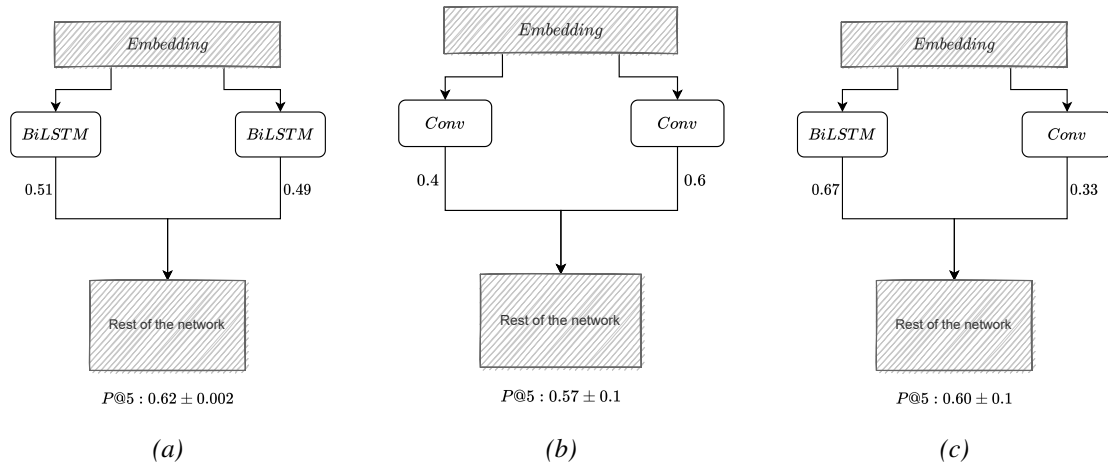 Embedding
BiLSTM
BiLSTM
0.51
0.49
Rest of the network
P@5 : 0.62 ± 0.002
(a)
Embedding
Conv
Conv
0.4
0.6
Rest of the network
P@5 : 0.57 ± 0.1
(b)
Embedding
BiLSTM
Conv
0.67
0.33
Rest of the network
P@5 : 0.60 ± 0.1
(c)